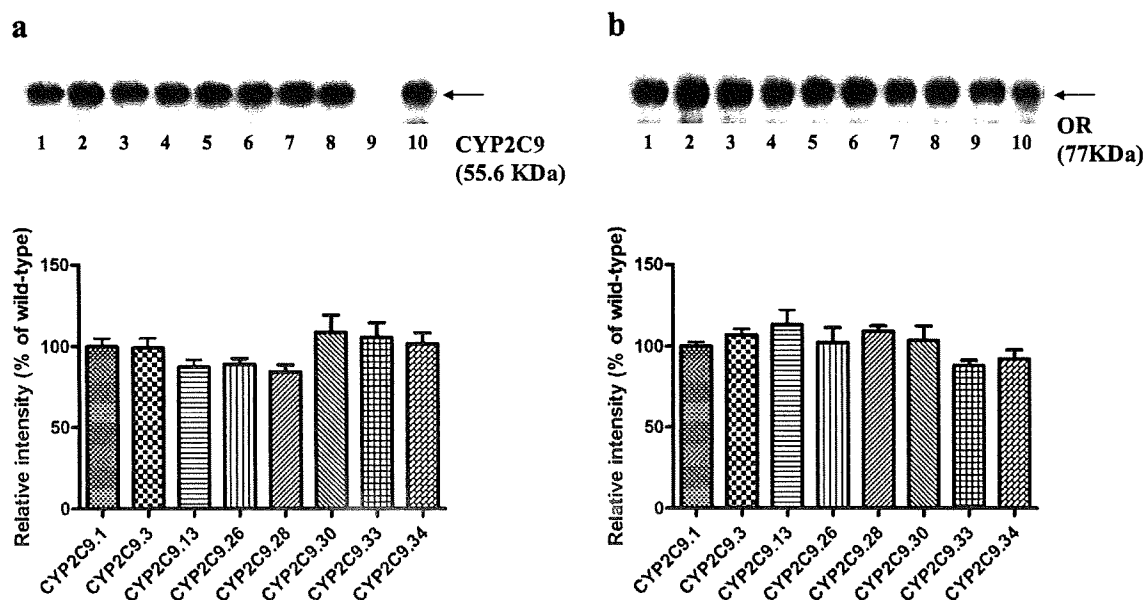 a
1 2 3 4 5 6 7 8 9 10
CYP2C9
(55.6 KDa)
Relative intensity (% of wild-type)
150
100
50
0
CYP2C9.1
CYP2C9.3
CYP2C9.13
CYP2C9.26
CYP2C9.28
CYP2C9.30
CYP2C9.33
CYP2C9.34
b
1 2 3 4 5 6 7 8 9 10
OR
(77KDa)
Relative intensity (% of wild-type)
150
100
50
0
CYP2C9.1
CYP2C9.3
CYP2C9.13
CYP2C9.26
CYP2C9.28
CYP2C9.30
CYP2C9.33
CYP2C9.34